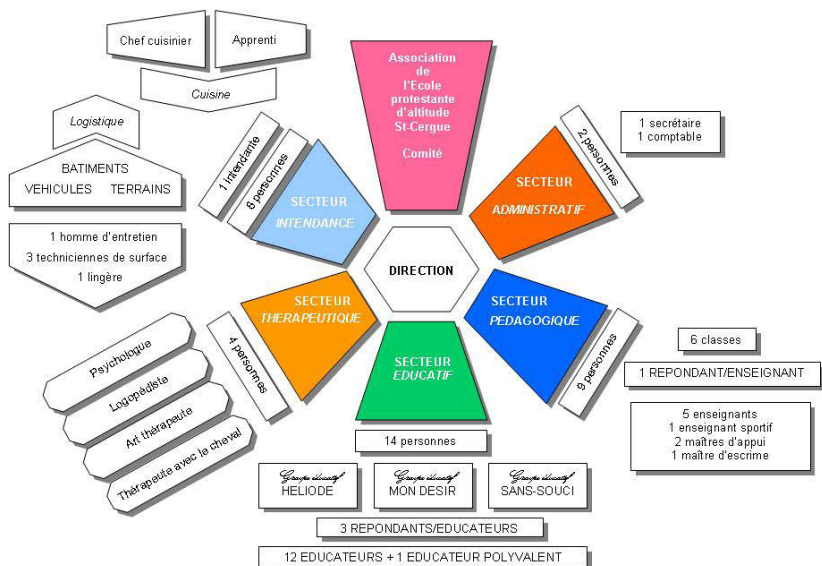 Chef cuisinier
Apprenti
Cuisine
Logistique
BATIMENTS
VEHICULES TERRAINS
1 homme d'entretien
3 techniciennes de surface
1 lingère
1 Intendante
8 personnes
SECTEUR
INTENDANCE
Association
de
l'Ecole
protestante
d'altitude
St-Cergue
Comité
2 personnes
1 secrétaire
1 comptable
SECTEUR
ADMINISTRATIF
DIRECTION
SECTEUR
THERAPEUTIQUE
4 personnes
Psychologue
Logopédiste
Art thérapeute
Thérapeute avec le cheval
SECTEUR
EDUCATIF
14 personnes
Groupe éducatif
HELIODE
Groupe éducatif
MON DESIR
Groupe éducatif
SANS-SOUCI
3 REPONDANTS/EDUCATEURS
12 EDUCATEURS + 1 EDUCATEUR POLYVALENT
SECTEUR
PEDAGOGIQUE
9 personnes
6 classes
1 REPONDANT/ENSEIGNANT
5 enseignants
1 enseignant sportif
2 maîtres d'appui
1 maître d'escrime